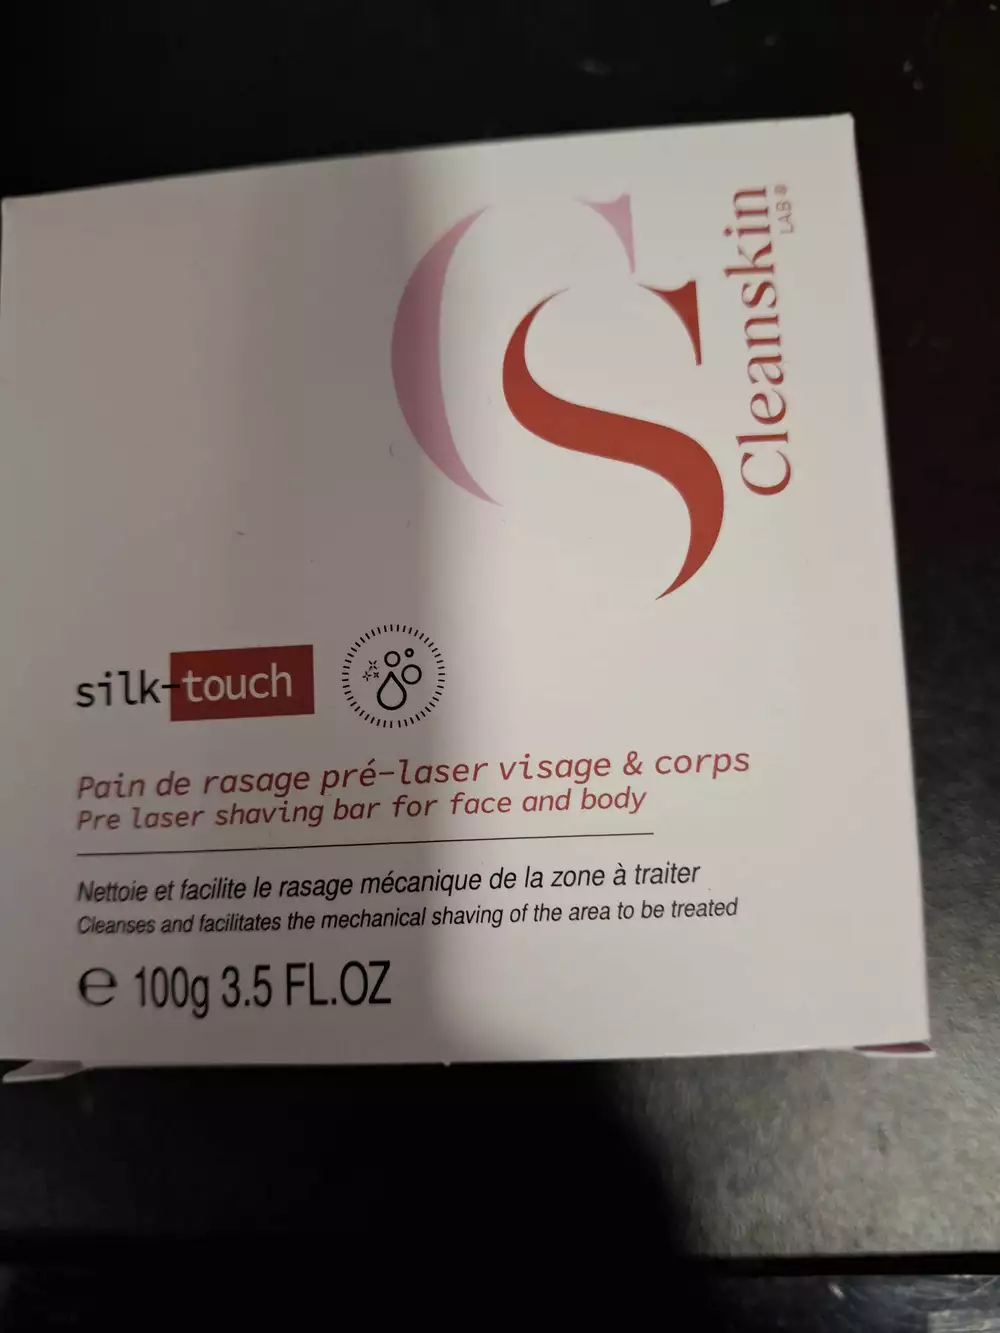 Cleanskin
LAB®
silk-touch
Pain de rasage pré-laser visage & corps
Pre laser shaving bar for face and body
Nettoie et facilite le rasage mécanique de la zone à traiter
Cleanses and facilitates the mechanical shaving of the area to be treated
e 100g 3.5 FL.OZ